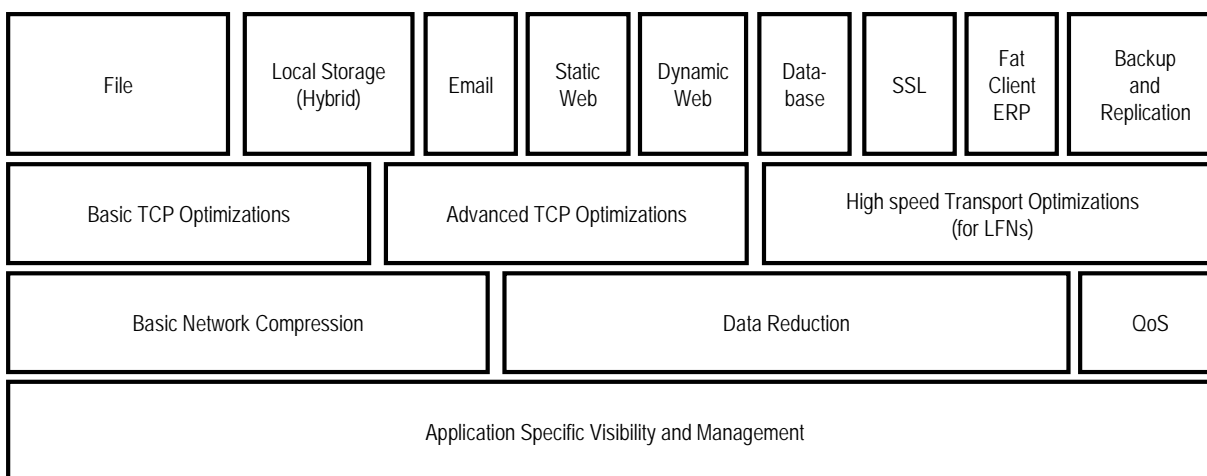 File
Local Storage
(Hybrid)
Email
Static
Web
Dynamic
Web
Data-
base
SSL
Fat
Client
ERP
Backup
and
Replication
Basic TCP Optimizations
Advanced TCP Optimizations
High speed Transport Optimizations
(for LFNs)
Basic Network Compression
Data Reduction
QoS
Application Specific Visibility and Management